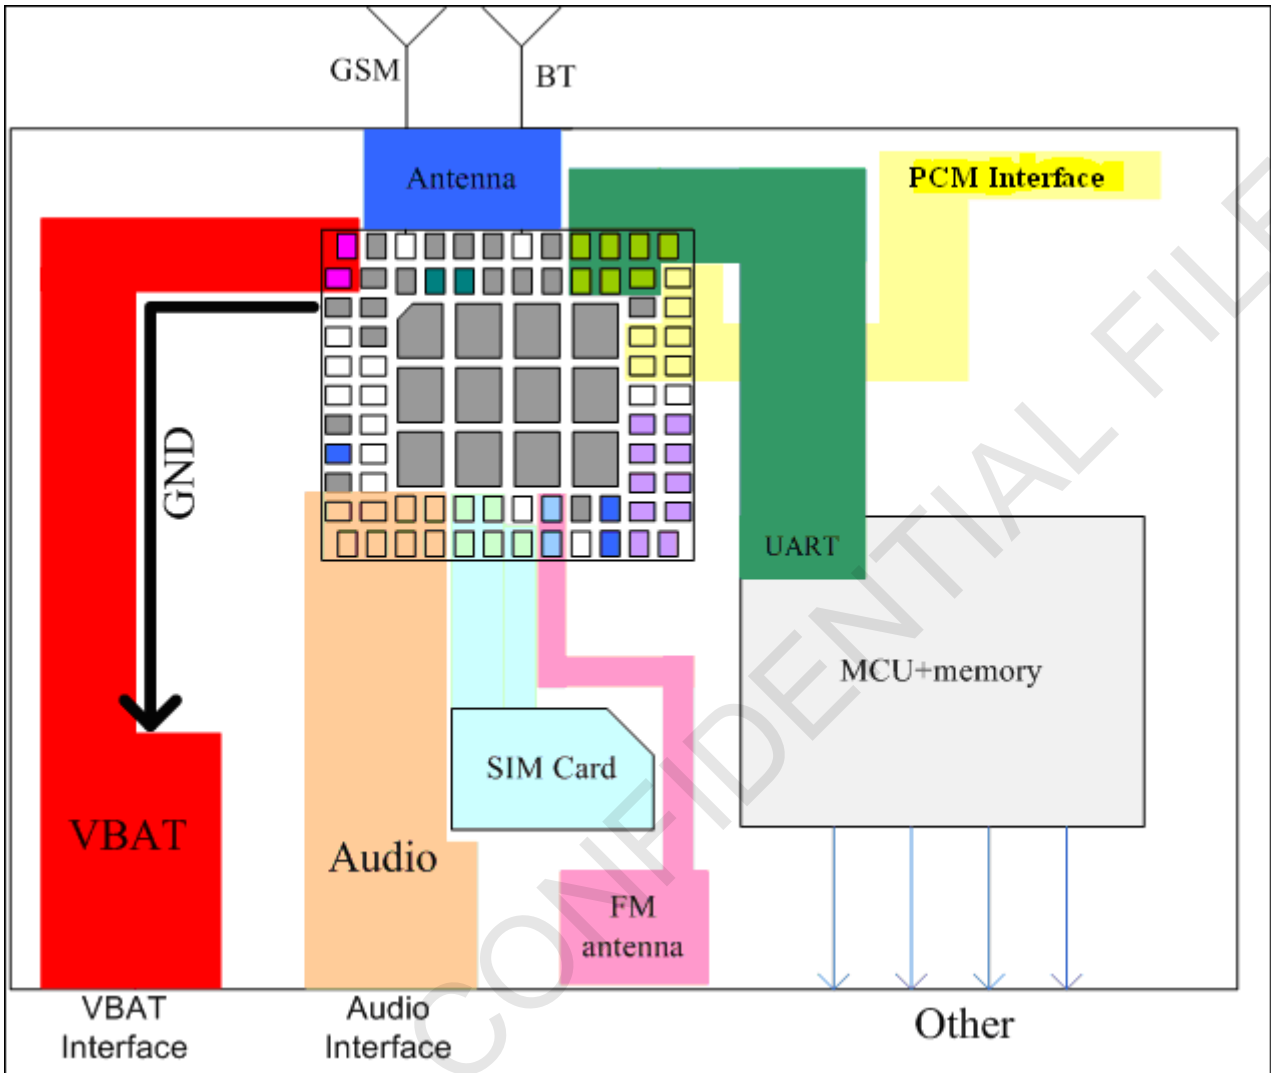 GSM
BT
Antenna
PCM Interface
GND
UART
MCU+memory
SIM Card
VBAT
Audio
FM
antenna
VBAT
Interface
Audio
Interface
Other
CONFIDENTIAL FILE